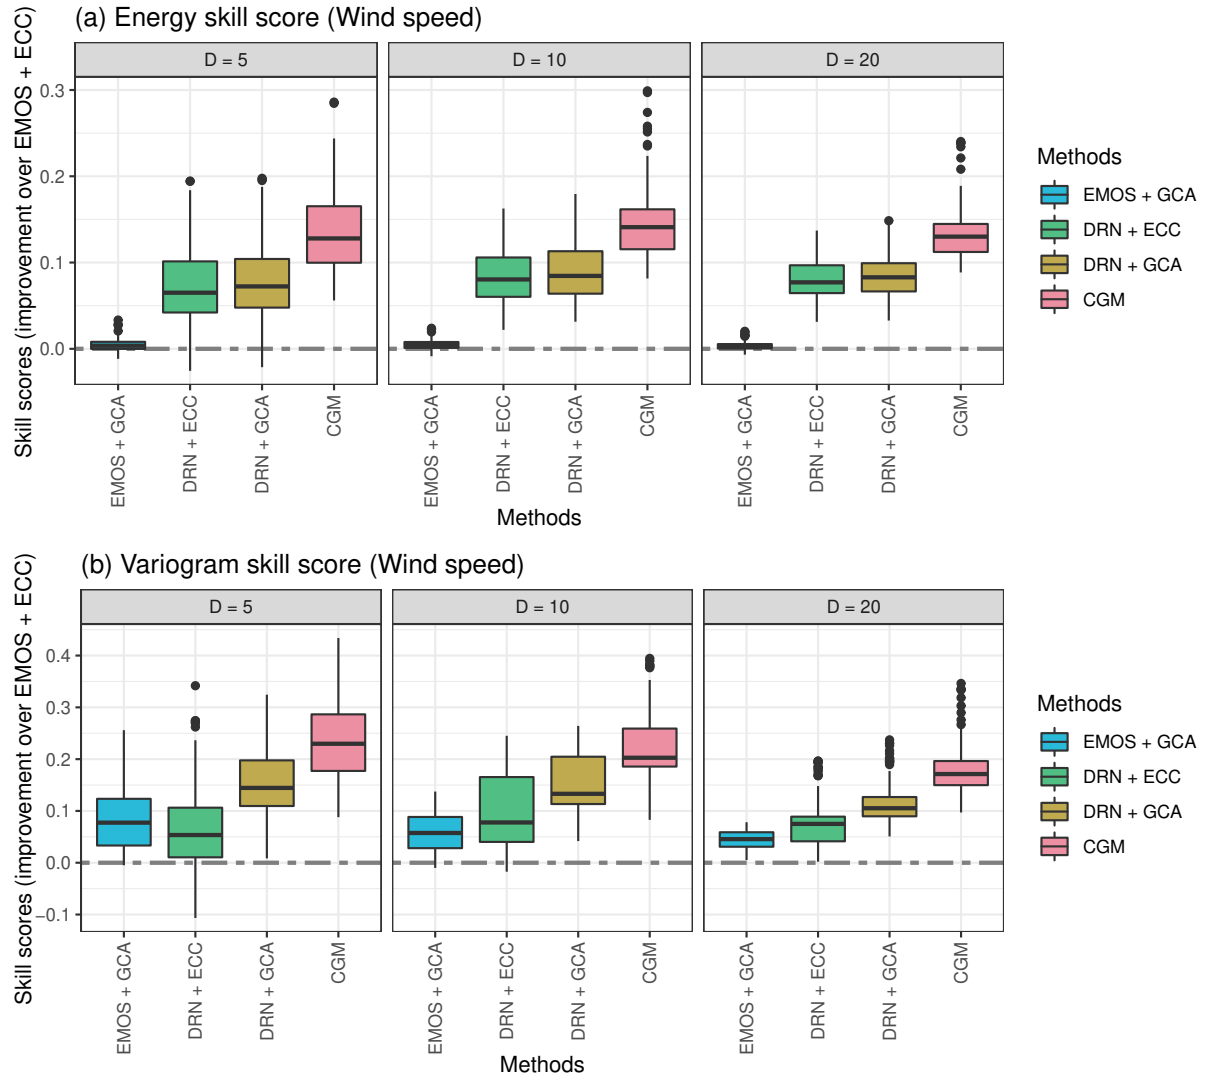 (a) Energy skill score (Wind speed)
Skill scores (improvement over EMOS + ECC)
D = 5
D = 10
D = 20
0.3
0.2
0.1
0.0
EMOS + GCA
DRN + ECC
DRN + GCA
CGM
EMOS + GCA
DRN + ECC
DRN + GCA
CGM
EMOS + GCA
DRN + ECC
DRN + GCA
CGM
Methods
Methods
EMOS + GCA
DRN + ECC
DRN + GCA
CGM
(b) Variogram skill score (Wind speed)
Skill scores (improvement over EMOS + ECC)
D = 5
D = 10
D = 20
0.4
0.3
0.2
0.1
0.0
−0.1
EMOS + GCA
DRN + ECC
DRN + GCA
CGM
EMOS + GCA
DRN + ECC
DRN + GCA
CGM
EMOS + GCA
DRN + ECC
DRN + GCA
CGM
Methods
Methods
EMOS + GCA
DRN + ECC
DRN + GCA
CGM